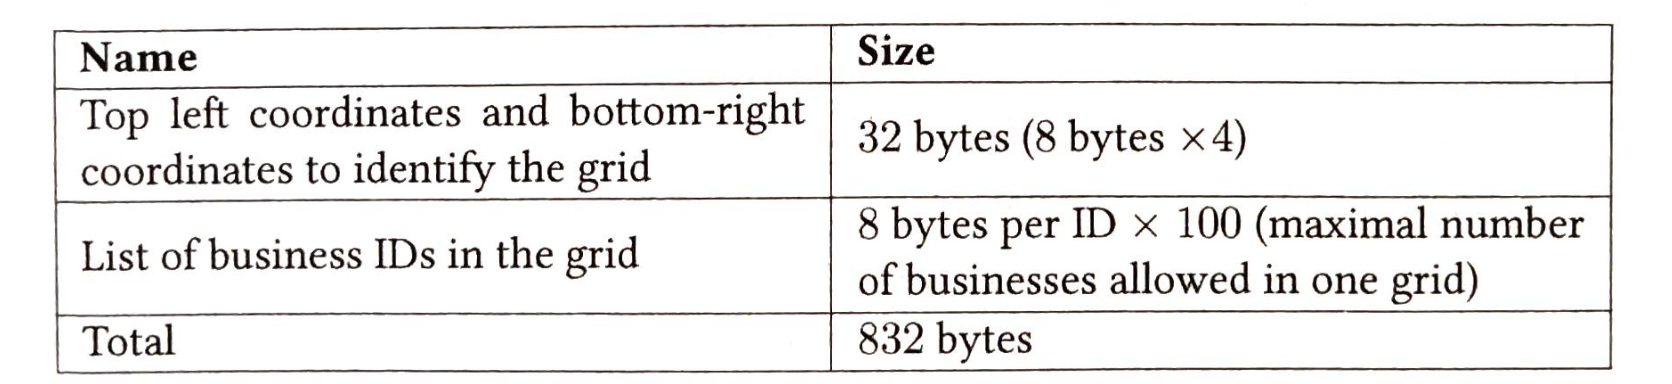 Name
Size
Top left coordinates and bottom-right
coordinates to identify the grid
32 bytes (8 bytes ×4)
List of business IDs in the grid
8 bytes per ID × 100 (maximal number
of businesses allowed in one grid)
Total
832 bytes